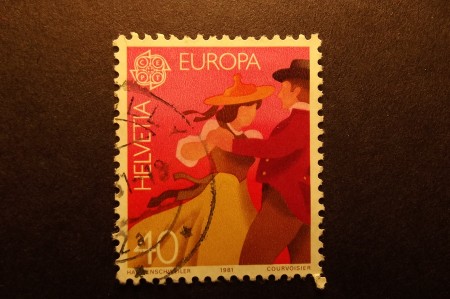 EUROPA
HELVETIA
40
1981
COURVOISIER